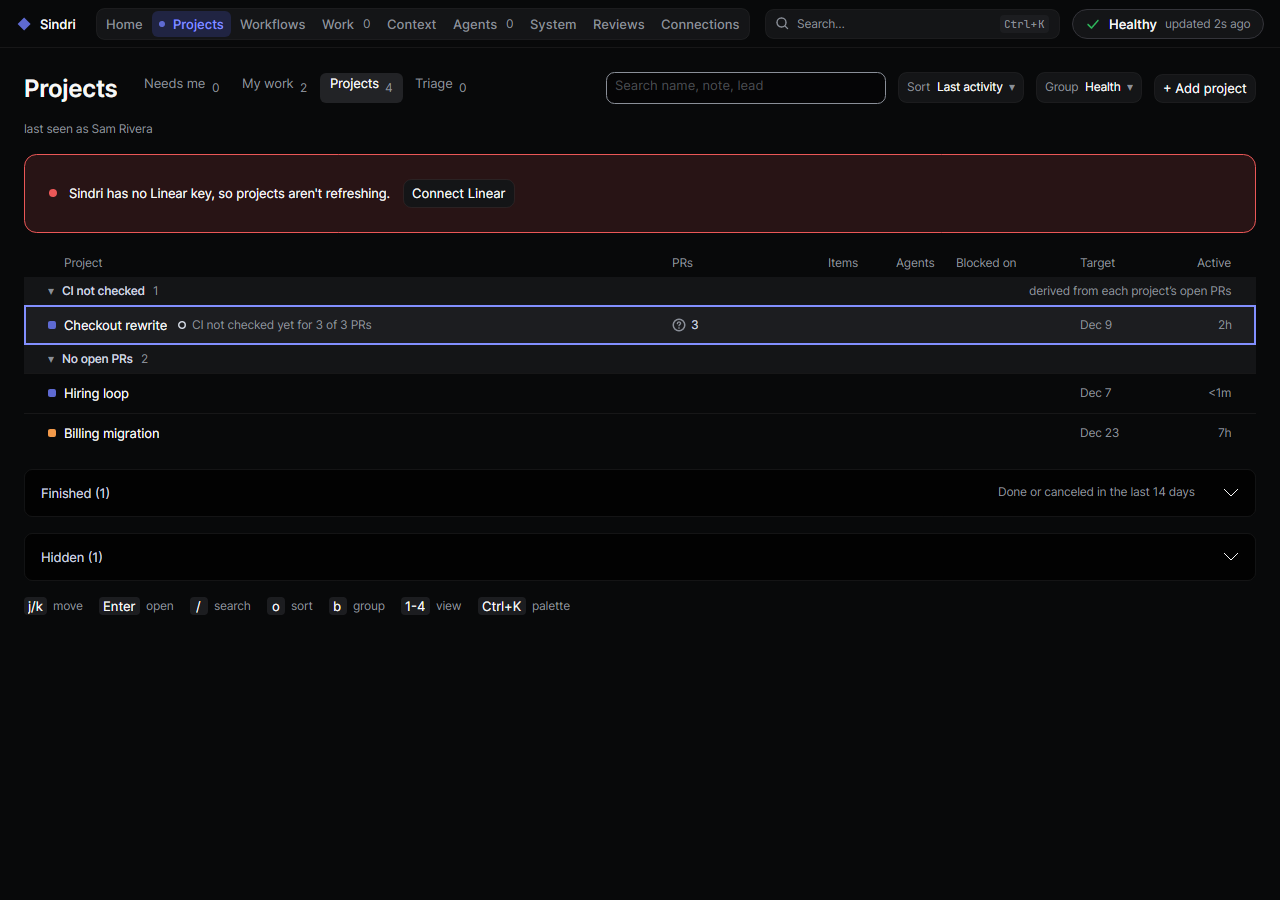 Sindri Home Projects Workflows Work 0 Context Agents 0 System Reviews Connections Search... Ctrl+K Healthy updated 2s ago
Projects Needs me 0 My work 2 Projects 4 Triage 0 Search name, note, lead Sort Last activity ▾ Group Health ▾ + Add project
last seen as Sam Rivera
Sindri has no Linear key, so projects aren't refreshing. Connect Linear
Project PRs Items Agents Blocked on Target Active
▾ CI not checked 1 derived from each project's open PRs
Checkout rewrite CI not checked yet for 3 of 3 PRs ? 3 Dec 9 2h
▾ No open PRs 2
Hiring loop Dec 7 <1m
Billing migration Dec 23 7h
Finished (1) Done or canceled in the last 14 days
Hidden (1)
j/k move Enter open / search o sort b group 1-4 view Ctrl+K palette